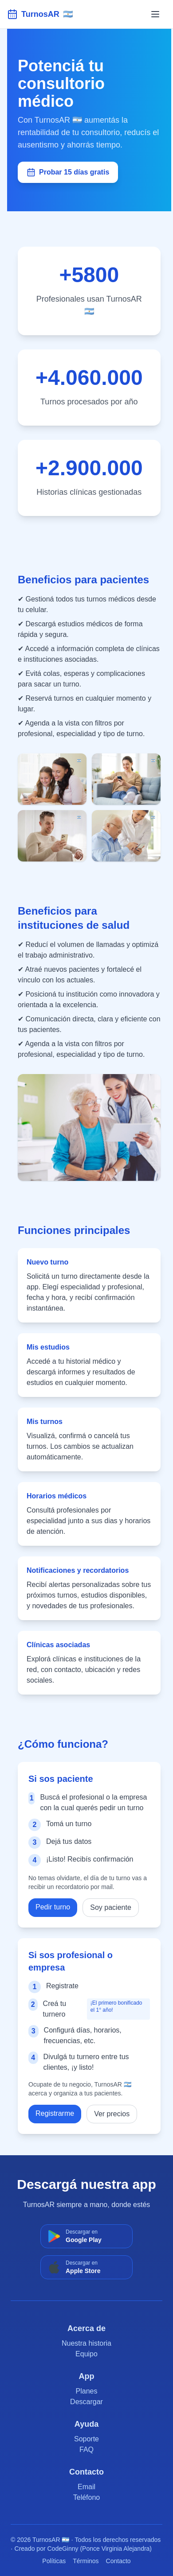 TurnosAR 🇦🇷
Potenciá tu
consultorio
médico
Con TurnosAR 🇦🇷 aumentás la
rentabilidad de tu consultorio, reducís el
ausentismo y ahorrás tiempo.
Probar 15 días gratis
+5800
Profesionales usan TurnosAR
🇦🇷
+4.060.000
Turnos procesados por año
+2.900.000
Historias clínicas gestionadas
Beneficios para pacientes
✔ Gestioná todos tus turnos médicos desde
tu celular.
✔ Descargá estudios médicos de forma
rápida y segura.
✔ Accedé a información completa de clínicas
e instituciones asociadas.
✔ Evitá colas, esperas y complicaciones
para sacar un turno.
✔ Reservá turnos en cualquier momento y
lugar.
✔ Agenda a la vista con filtros por
profesional, especialidad y tipo de turno.
Beneficios para
instituciones de salud
✔ Reducí el volumen de llamadas y optimizá
el trabajo administrativo.
✔ Atraé nuevos pacientes y fortalecé el
vínculo con los actuales.
✔ Posicioná tu institución como innovadora y
orientada a la excelencia.
✔ Comunicación directa, clara y eficiente con
tus pacientes.
✔ Agenda a la vista con filtros por
profesional, especialidad y tipo de turno.
Funciones principales
Nuevo turno
Solicitá un turno directamente desde la
app. Elegí especialidad y profesional,
fecha y hora, y recibí confirmación
instantánea.
Mis estudios
Accedé a tu historial médico y
descargá informes y resultados de
estudios en cualquier momento.
Mis turnos
Visualizá, confirmá o cancelá tus
turnos. Los cambios se actualizan
automáticamente.
Horarios médicos
Consultá profesionales por
especialidad junto a sus dias y horarios
de atención.
Notificaciones y recordatorios
Recibí alertas personalizadas sobre tus
próximos turnos, estudios disponibles,
y novedades de tus profesionales.
Clínicas asociadas
Explorá clínicas e instituciones de la
red, con contacto, ubicación y redes
sociales.
¿Cómo funciona?
Si sos paciente
1 Buscá el profesional o la empresa
con la cual querés pedir un turno
2 Tomá un turno
3 Dejá tus datos
4 ¡Listo! Recibís confirmación
No temas olvidarte, el día de tu turno vas a
recibir un recordatorio por mail.
Pedir turno
Soy paciente
Si sos profesional o
empresa
1 Registrate
2 Creá tu
turnero
¡El primero bonificado
el 1° año!
3 Configurá días, horarios,
frecuencias, etc.
4 Divulgá tu turnero entre tus
clientes, ¡y listo!
Ocupate de tu negocio, TurnosAR 🇦🇷
acerca y organiza a tus pacientes.
Registrarme
Ver precios
Descargá nuestra app
TurnosAR siempre a mano, donde estés
Descargar en
Google Play
Descargar en
Apple Store
Acerca de
Nuestra historia
Equipo
App
Planes
Descargar
Ayuda
Soporte
FAQ
Contacto
Email
Teléfono
© 2026 TurnosAR 🇦🇷 · Todos los derechos reservados
· Creado por CodeGinny (Ponce Virginia Alejandra)
Políticas Términos Contacto